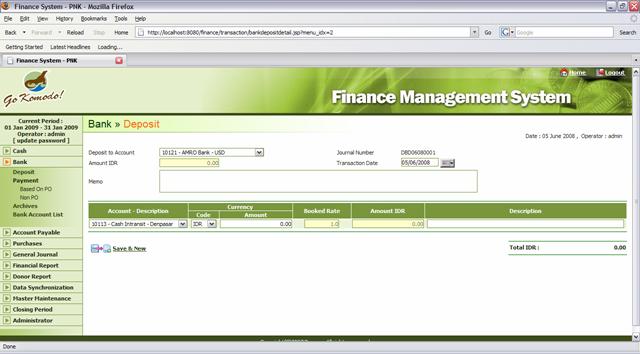 Finance System - PNK - Mozilla Firefox
File Edit View History Bookmarks Tools Help
Back Forward Reload Stop Home http://localhost:8080/finance/transaction/bankdepositdetail.jsp?menu_idx=2 Go Google Search
Getting Started Latest Headlines Loading...
Finance System - PNK
Home Logout
Go Komodo!
Finance Management System
Current Period :
01 Jan 2009 - 31 Jan 2009
Operator : admin
[ update password ]
Cash
Bank
Deposit
Payment
Based On PO
Non PO
Archives
Bank Account List
Account Payable
Purchases
General Journal
Financial Report
Donor Report
Data Synchronization
Master Maintenance
Closing Period
Administrator
Bank » Deposit
Date : 05 June 2008 , Operator : admin
Deposit to Account 10121 - AMRO Bank - USD Journal Number DBD06080001
Amount IDR 0.00 Transaction Date 05/06/2008
Memo
Account - Description Currency Booked Rate Amount IDR Description
Code Amount
10113 - Cash Intransit - Denpasar IDR 0.00 1.0 0.00
Save & New
Total IDR : 0.00
Done